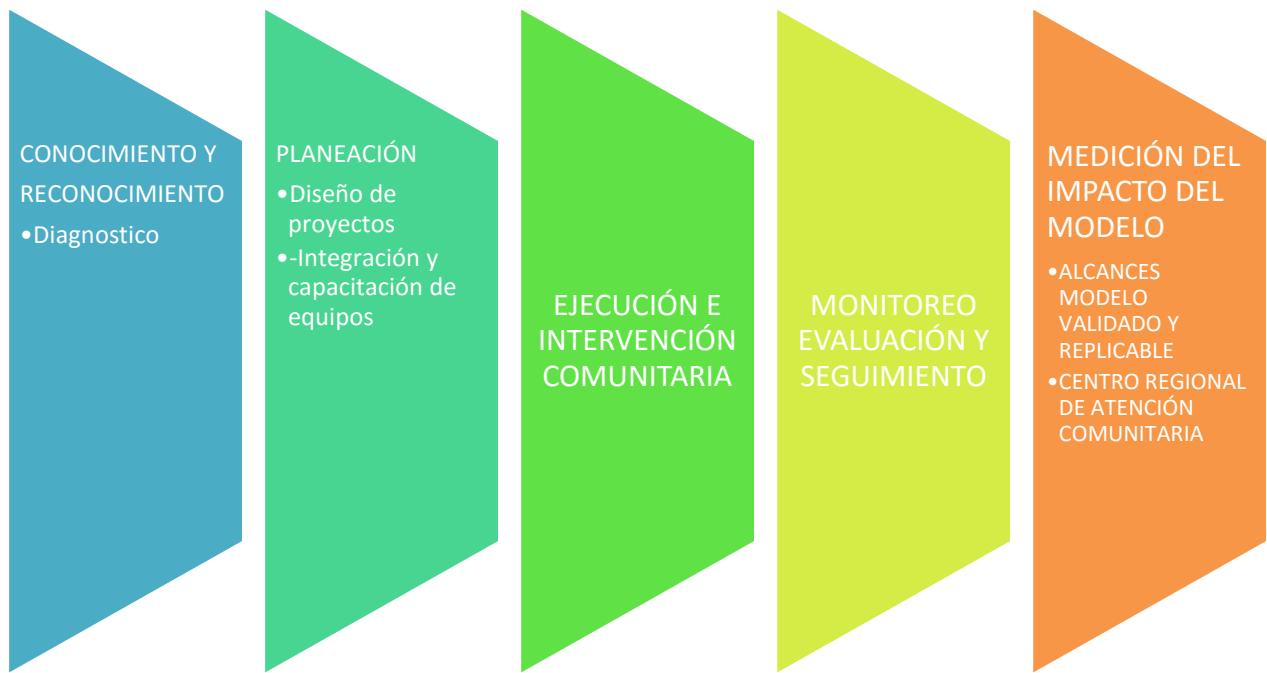 CONOCIMIENTO Y
RECONOCIMIENTO
•Diagnostico
PLANEACIÓN
•Diseño de
proyectos
•-Integración y
capacitación de
equipos
EJECUCIÓN E
INTERVENCIÓN
COMUNITARIA
MONITOREO
EVALUACIÓN Y
SEGUIMIENTO
MEDICIÓN DEL
IMPACTO DEL
MODELO
•ALCANCES
MODELO
VALIDADO Y
REPLICABLE
•CENTRO REGIONAL
DE ATENCIÓN
COMUNITARIA